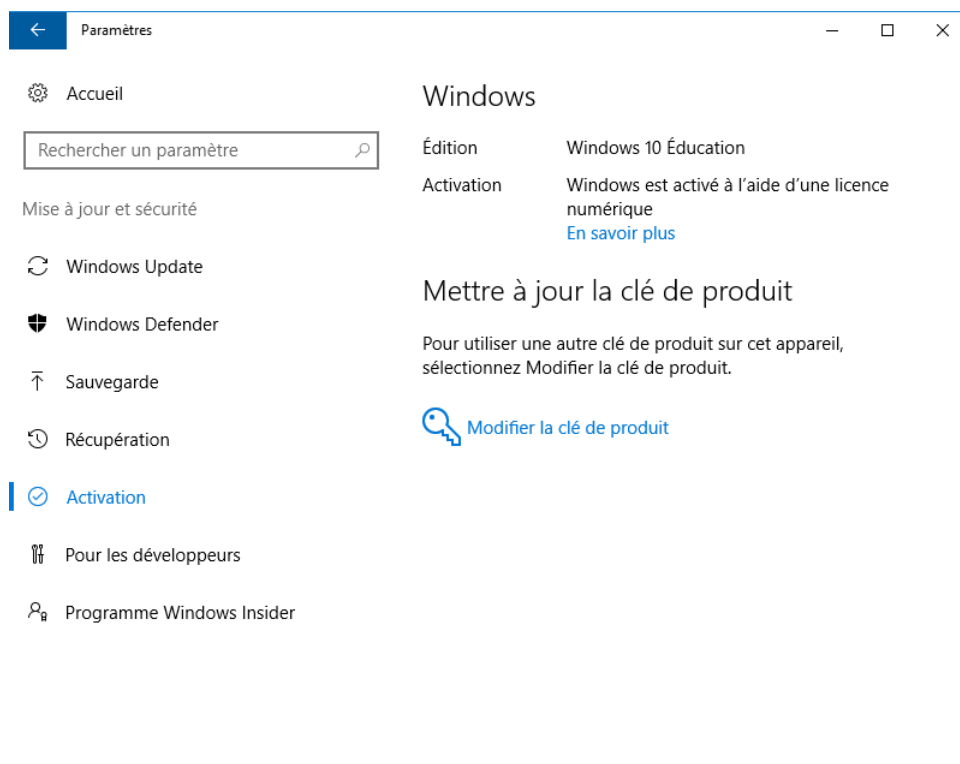 Paramètres
Accueil
Rechercher un paramètre
Mise à jour et sécurité
Windows Update
Windows Defender
Sauvegarde
Récupération
Activation
Pour les développeurs
Programme Windows Insider
Windows
Édition Windows 10 Éducation
Activation Windows est activé à l’aide d’une licence
numérique
En savoir plus
Mettre à jour la clé de produit
Pour utiliser une autre clé de produit sur cet appareil,
sélectionnez Modifier la clé de produit.
Modifier la clé de produit